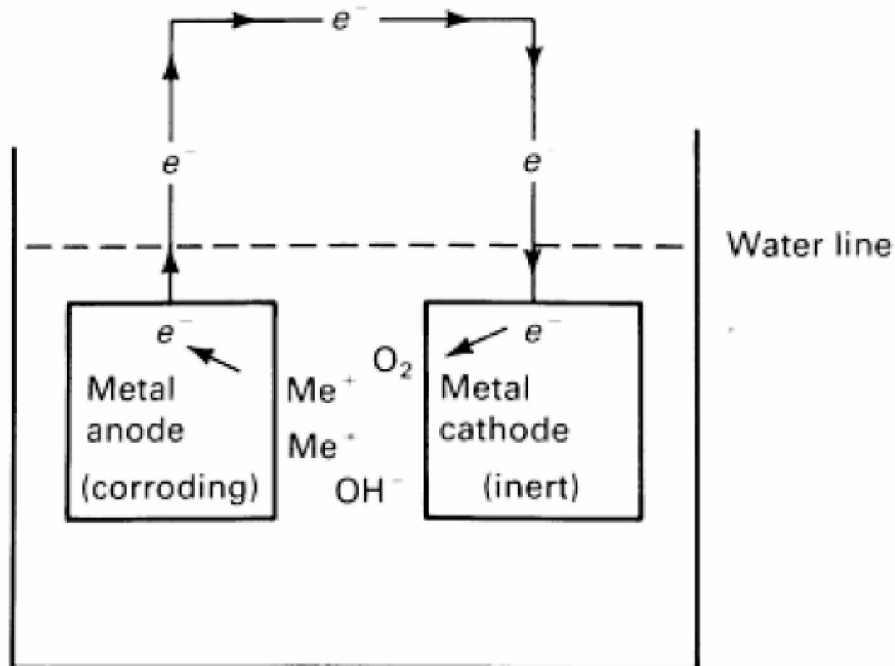 e⁻
e⁻
e⁻
Water line
e⁻
e⁻
O₂
Me⁺
Metal
anode
(corroding)
Me⁺
OH⁻
Metal
cathode
(inert)